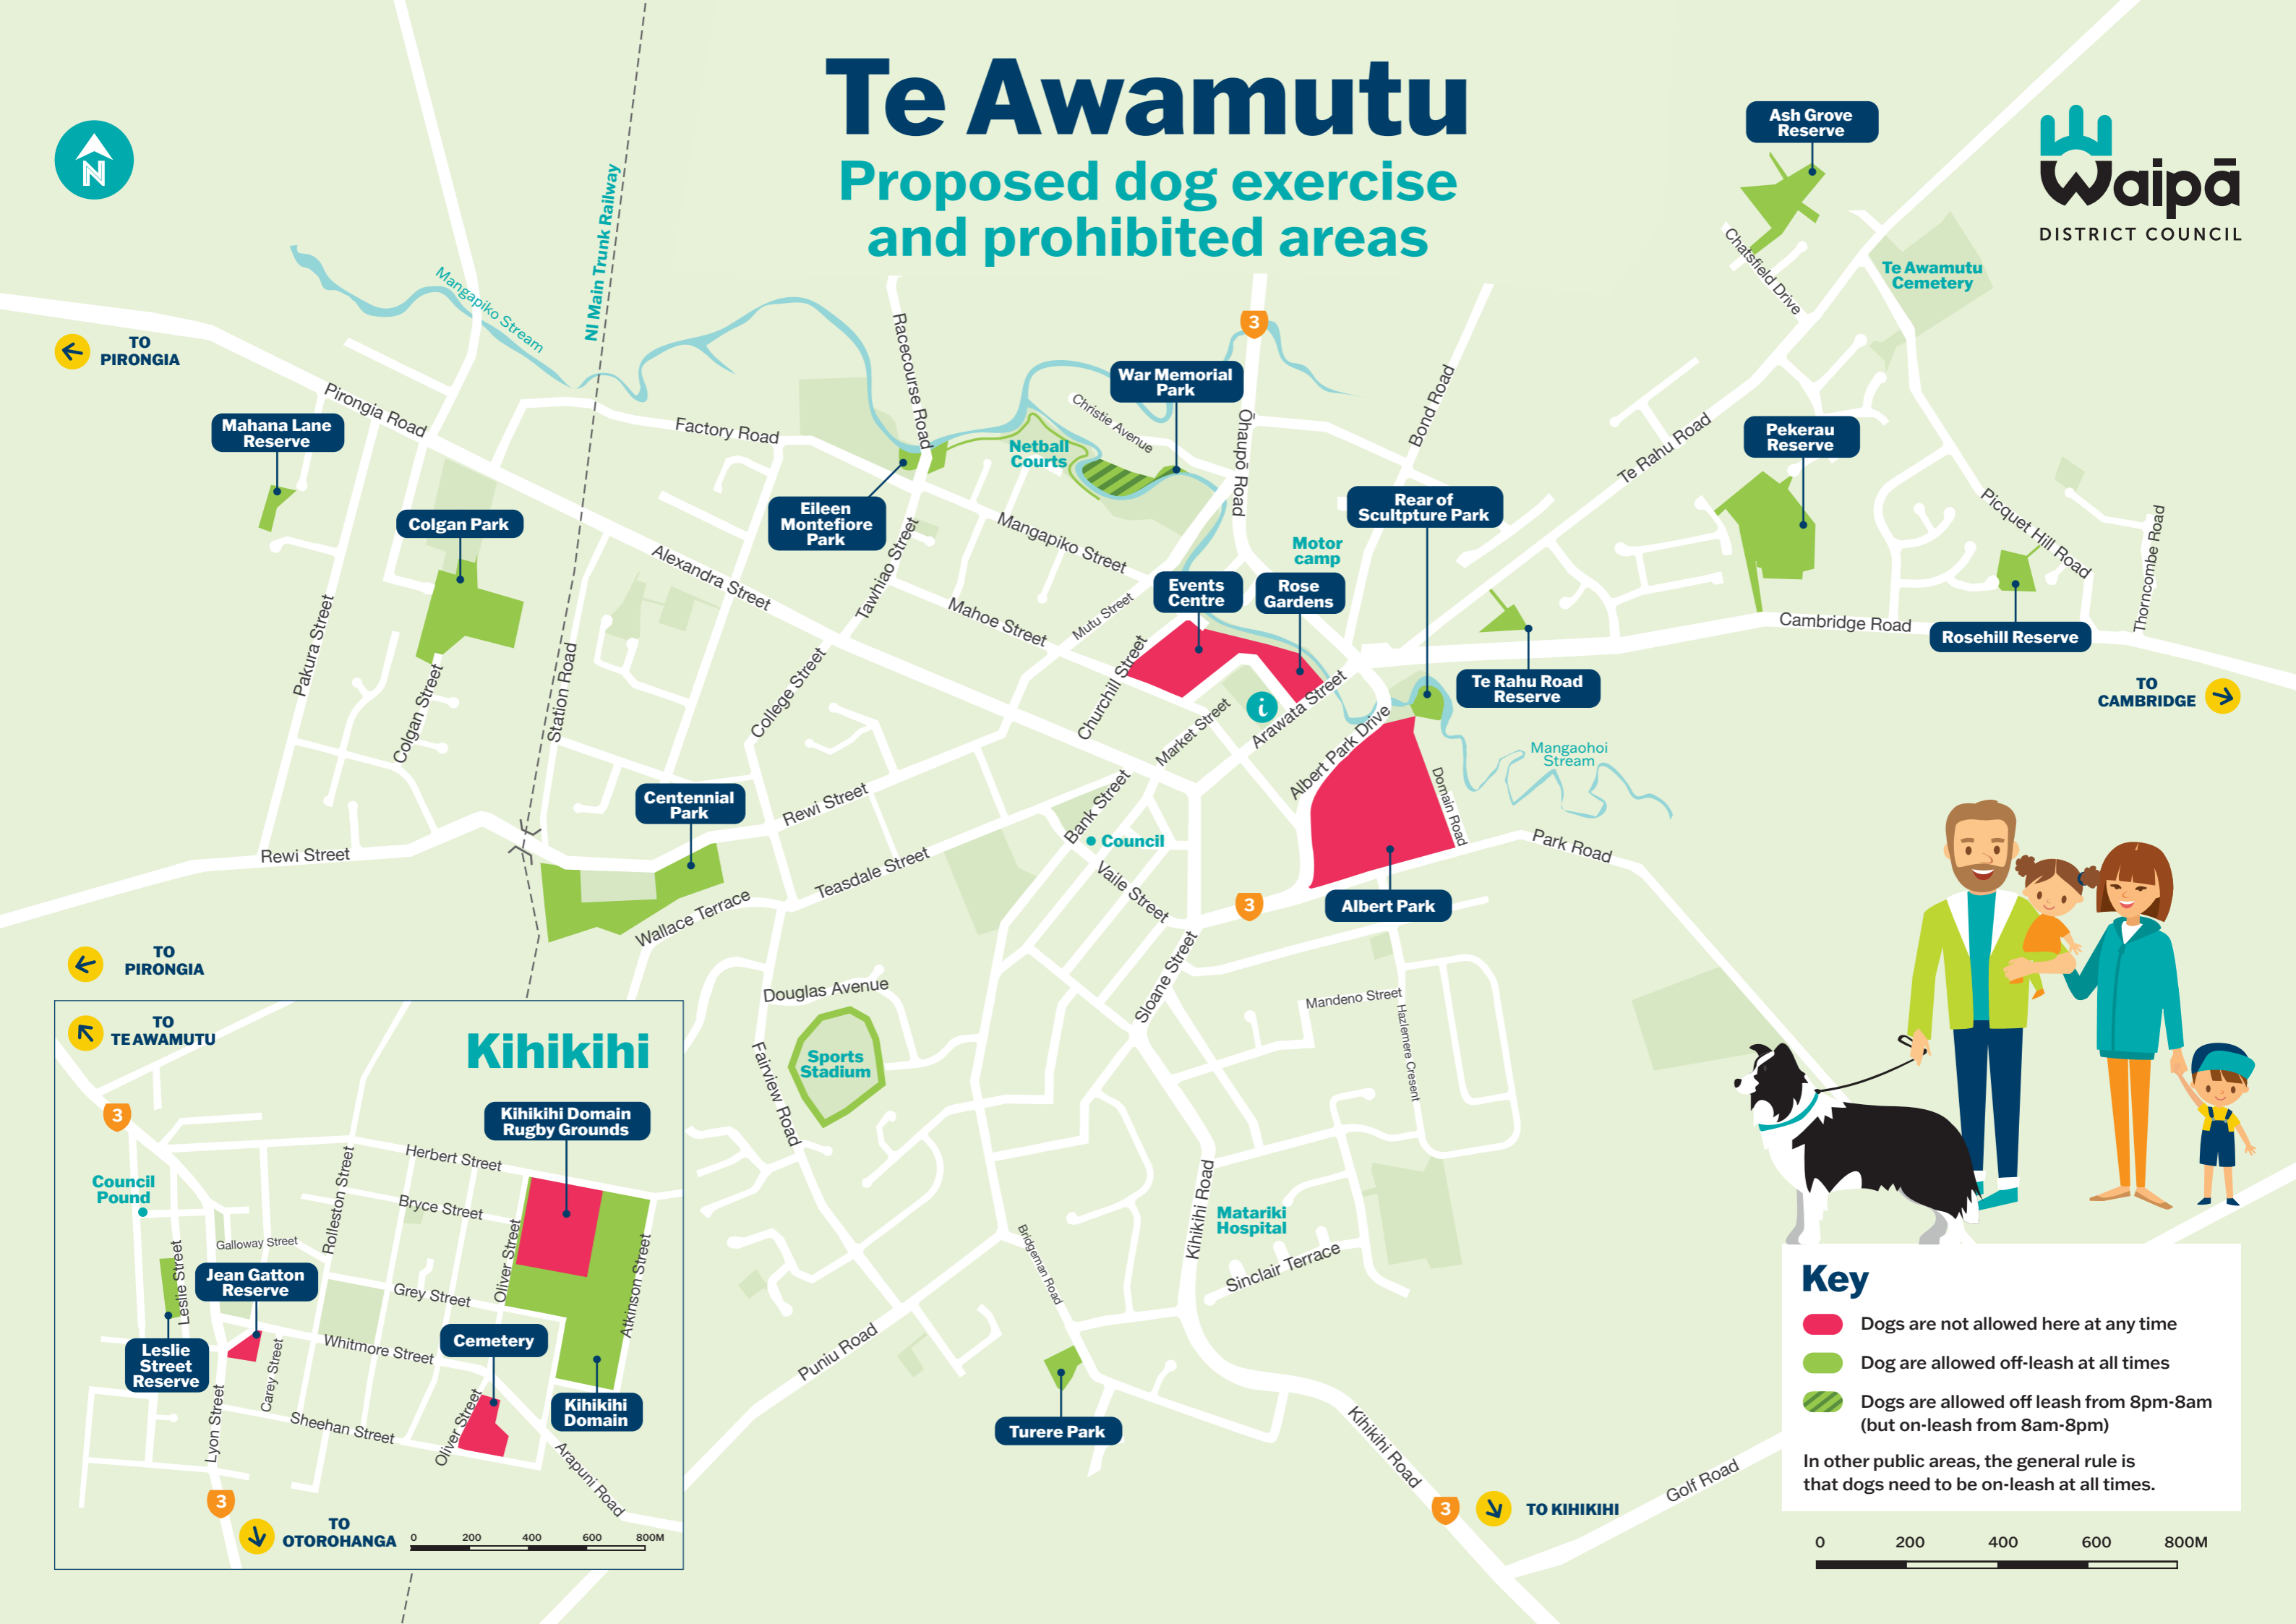 Te Awamutu
Proposed dog exercise
and prohibited areas
N
Waipā
DISTRICT COUNCIL
Ash Grove
Reserve
Chatsfield Drive
Te Awamutu
Cemetery
NI Main Trunk Railway
Mangapiko Stream
3
TO
PIRONGIA
Pirongia Road
Factory Road
Racecourse Road
War Memorial
Park
Christie Avenue
Netball
Courts
Ōhaupō Road
Bond Road
Te Rahu Road
Pekerau
Reserve
Mahana Lane
Reserve
Colgan Park
Eileen
Montefiore
Park
Rear of
Scultpture Park
Picquet Hill Road
Thorncombe Road
Mangapiko Street
Motor
camp
Alexandra Street
Tawhiao Street
Events
Centre
Rose
Gardens
Mahoe Street
Mutu Street
Cambridge Road
Rosehill Reserve
Pakura Street
Colgan Street
Station Road
College Street
Churchill Street
Market Street
i
Arawata Street
Te Rahu Road
Reserve
TO
CAMBRIDGE
Albert Park Drive
Mangaohoi
Stream
Domain Road
Centennial
Park
Rewi Street
Bank Street
Council
Park Road
Rewi Street
Teasdale Street
Vaile Street
3
Albert Park
Wallace Terrace
TO
PIRONGIA
Sloane Street
Douglas Avenue
Mandeno Street
Hazlemere Cresent
Sports
Stadium
Fairview Road
Kihikihi Road
Matariki
Hospital
Sinclair Terrace
Bridgeman Road
Puniu Road
Turere Park
Kihikihi Road
3
TO KIHIKIHI
Golf Road
TO
TE AWAMUTU
Kihikihi
3
Kihikihi Domain
Rugby Grounds
Herbert Street
Council
Pound
Rolleston Street
Bryce Street
Oliver Street
Galloway Street
Leslie Street
Jean Gatton
Reserve
Grey Street
Atkinson Street
Leslie
Street
Reserve
Carey Street
Whitmore Street
Cemetery
Lyon Street
Sheehan Street
Oliver Street
Kihikihi
Domain
Arapuni Road
3
TO
OTOROHANGA
0 200 400 600 800M
Key
Dogs are not allowed here at any time
Dog are allowed off-leash at all times
Dogs are allowed off leash from 8pm-8am
(but on-leash from 8am-8pm)
In other public areas, the general rule is
that dogs need to be on-leash at all times.
0 200 400 600 800M